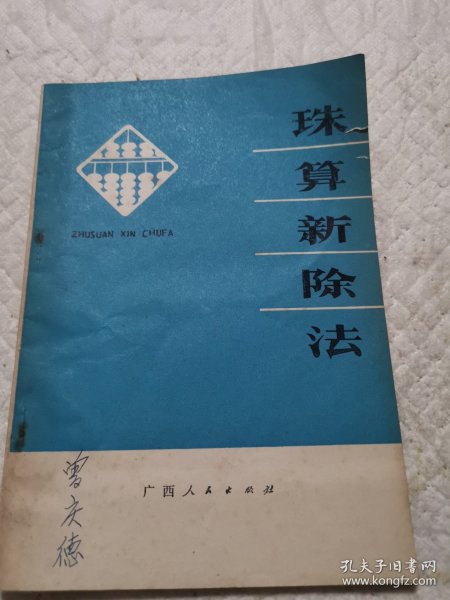 珠算新除法
ZHUSUAN XIN CHUFA
曾庆德
广西人民出版社
孔夫子旧书网
www.kongfz.com